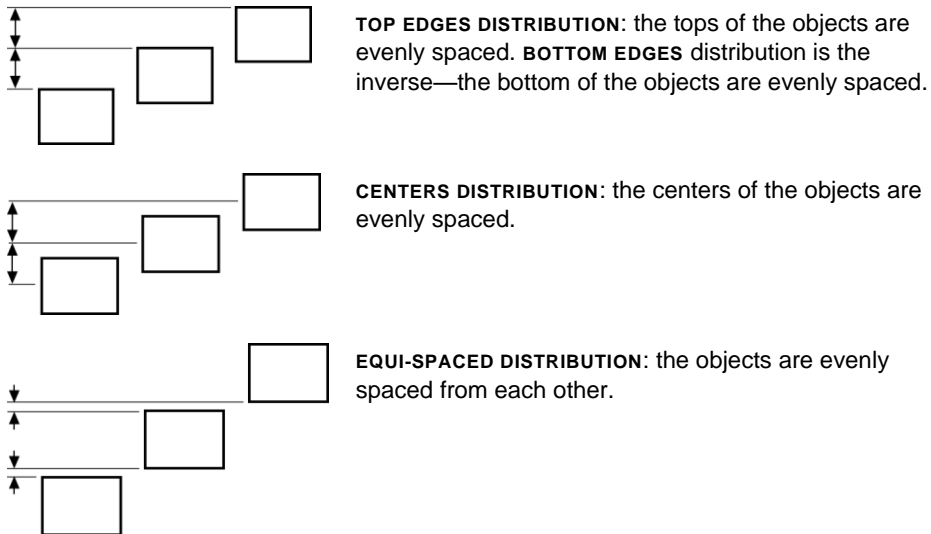 TOP EDGES DISTRIBUTION: the tops of the objects are
evenly spaced. BOTTOM EDGES distribution is the
inverse—the bottom of the objects are evenly spaced.
CENTERS DISTRIBUTION: the centers of the objects are
evenly spaced.
EQUI-SPACED DISTRIBUTION: the objects are evenly
spaced from each other.